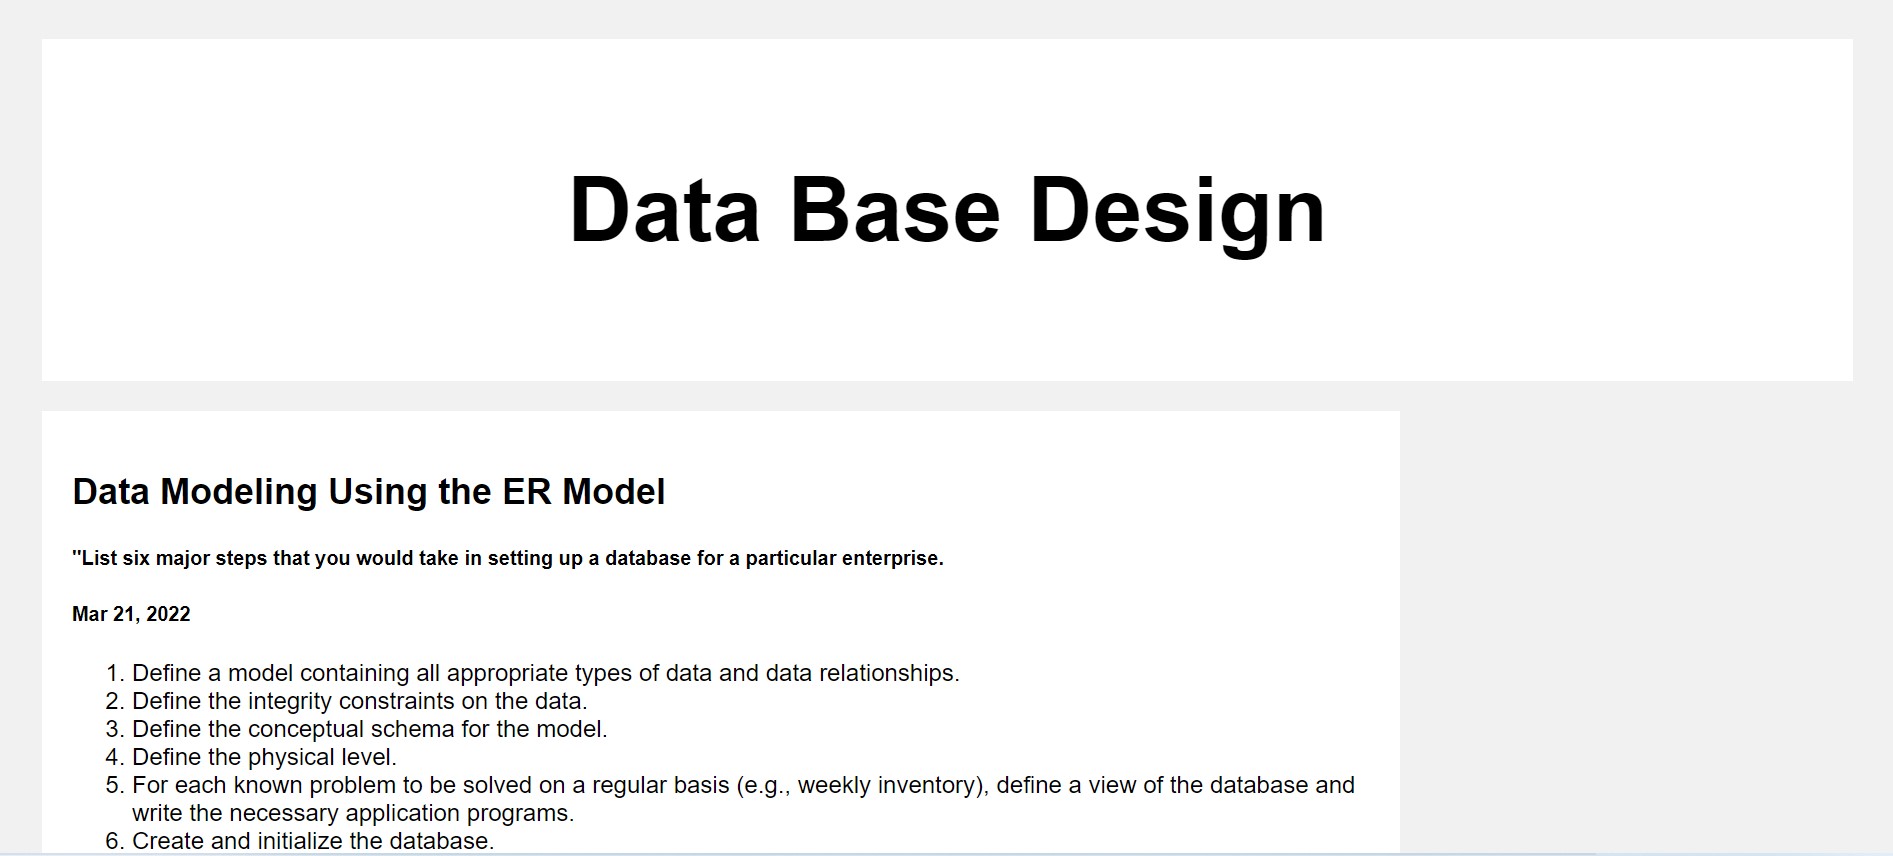 Data Base Design
Data Modeling Using the ER Model
"List six major steps that you would take in setting up a database for a particular enterprise.
Mar 21, 2022
1. Define a model containing all appropriate types of data and data relationships.
2. Define the integrity constraints on the data.
3. Define the conceptual schema for the model.
4. Define the physical level.
5. For each known problem to be solved on a regular basis (e.g., weekly inventory), define a view of the database and
write the necessary application programs.
6. Create and initialize the database.